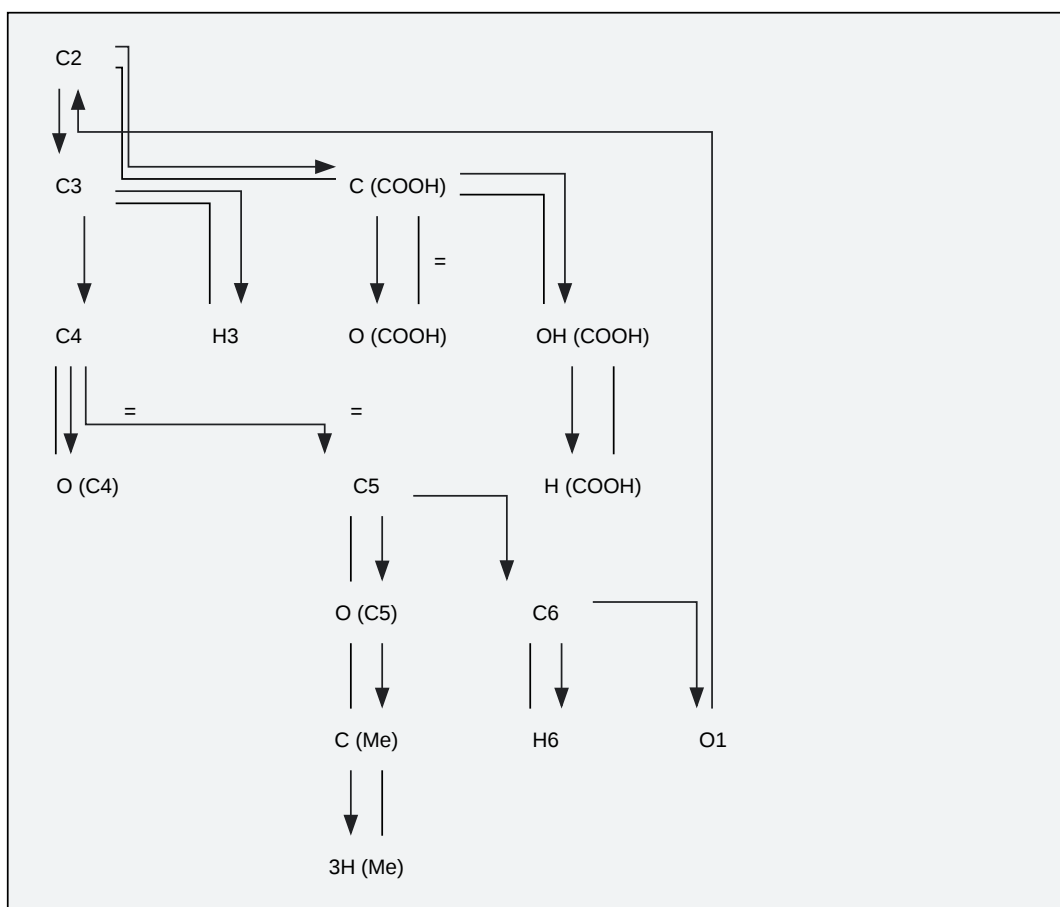 C2
C3
C (COOH)
=
C4
H3
O (COOH)
OH (COOH)
=
=
O (C4)
C5
H (COOH)
O (C5)
C6
C (Me)
H6
O1
3H (Me)